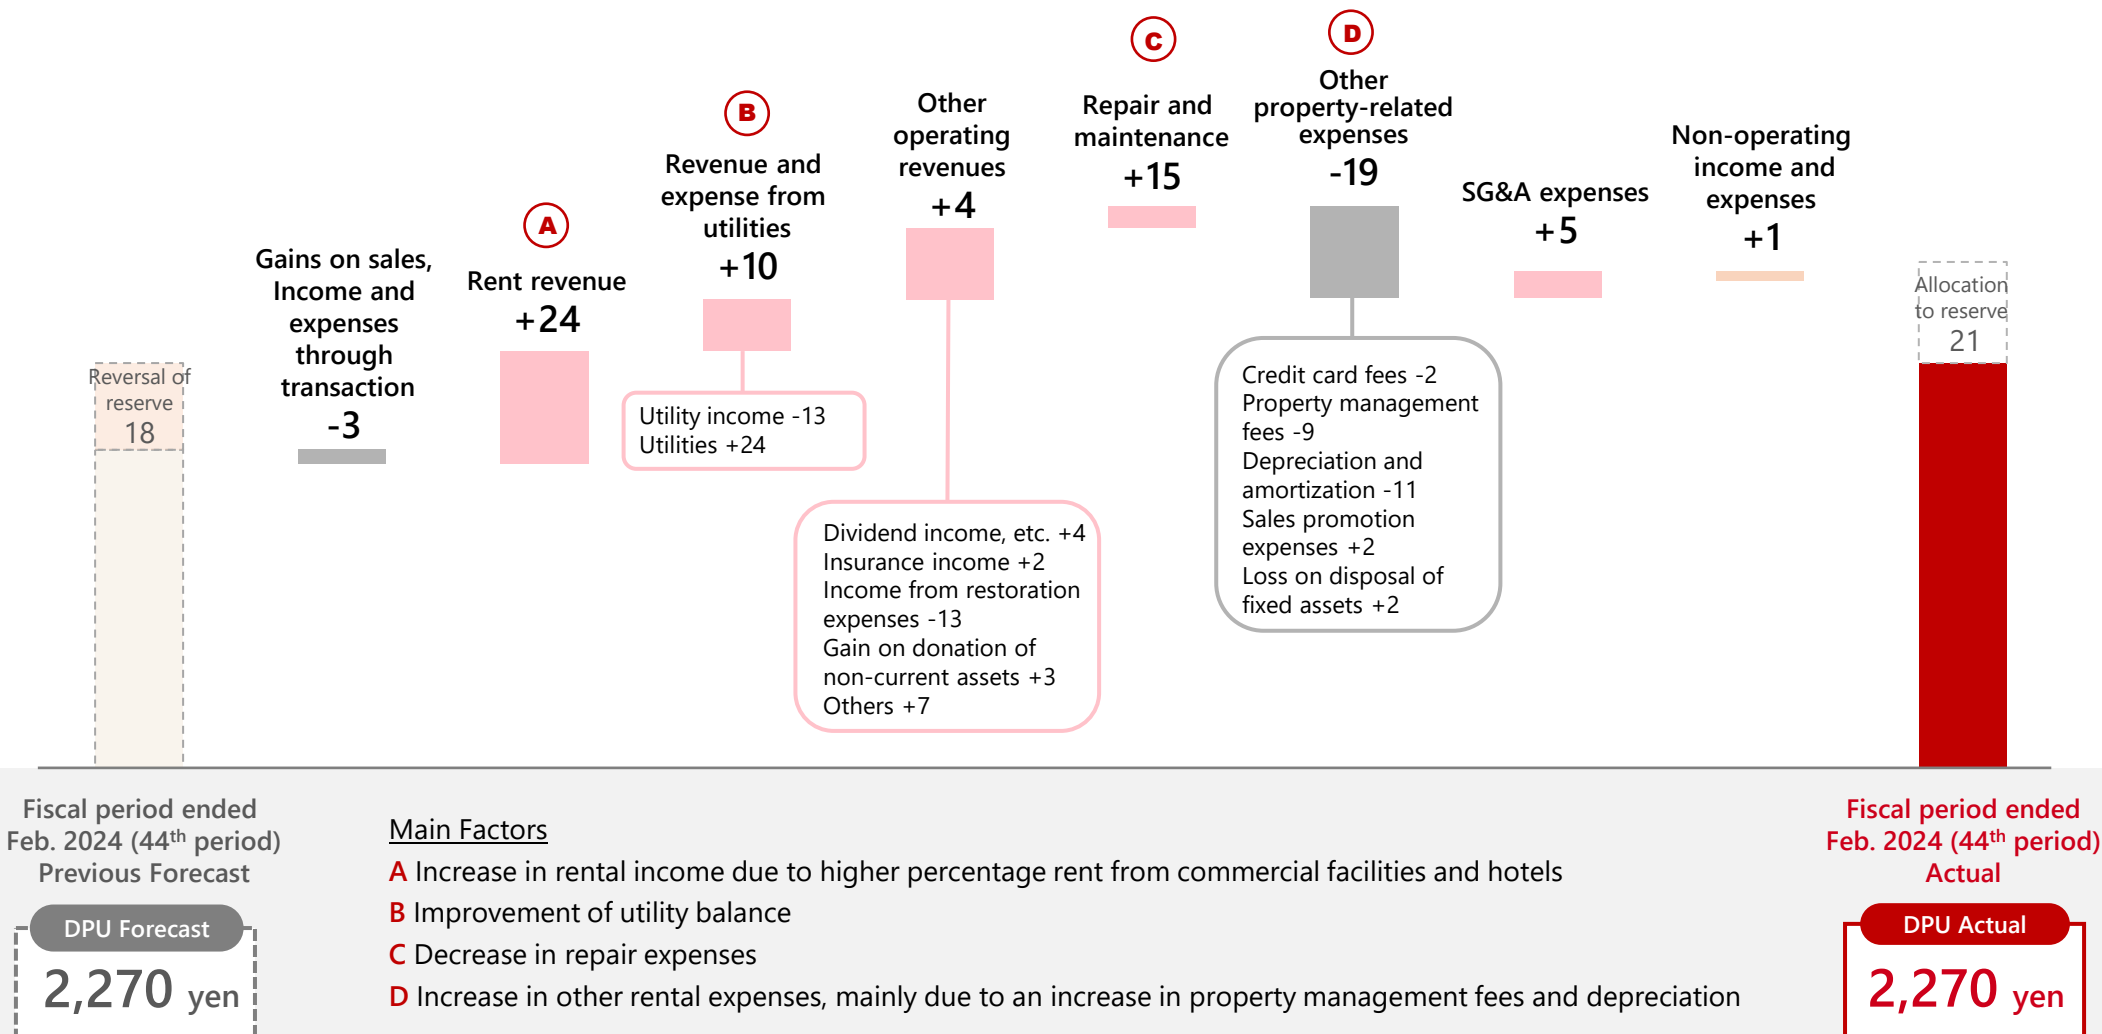 Reversal of
reserve
18
Gains on sales,
Income and
expenses
through
transaction
-3
A
Rent revenue
+24
B
Revenue and
expense from
utilities
+10
Utility income -13
Utilities +24
Other
operating
revenues
+4
Dividend income, etc. +4
Insurance income +2
Income from restoration
expenses -13
Gain on donation of
non-current assets +3
Others +7
C
Repair and
maintenance
+15
D
Other
property-related
expenses
-19
Credit card fees -2
Property management
fees -9
Depreciation and
amortization -11
Sales promotion
expenses +2
Loss on disposal of
fixed assets +2
SG&A expenses
+5
Non-operating
income and
expenses
+1
Allocation
to reserve
21
Fiscal period ended
Feb. 2024 (44th period)
Previous Forecast
DPU Forecast
2,270 yen
Main Factors
A Increase in rental income due to higher percentage rent from commercial facilities and hotels
B Improvement of utility balance
C Decrease in repair expenses
D Increase in other rental expenses, mainly due to an increase in property management fees and depreciation
Fiscal period ended
Feb. 2024 (44th period)
Actual
DPU Actual
2,270 yen